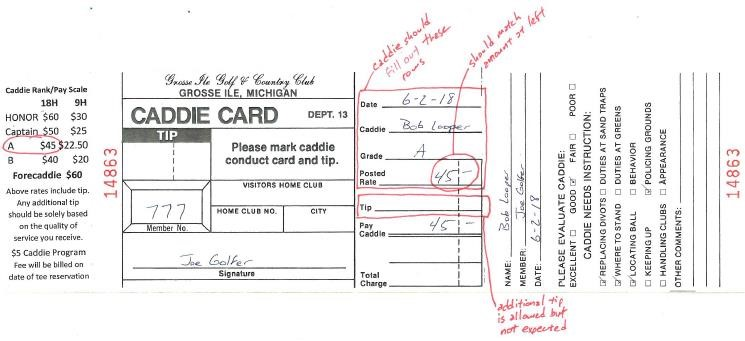 Caddie Rank/Pay Scale
18H 9H
HONOR $60 $30
Captain $50 $25
A $45 $22.50
B $40 $20
Forecaddie $60
Above rates include tip.
Any additional tip
should be solely based
on the quality of
service you receive.
$5 Caddie Program
Fee will be billed on
date of tee reservation
14863
Grosse Ile Golf & Country Club
GROSSE ILE, MICHIGAN
CADDIE CARD DEPT. 13
TIP
Please mark caddie
conduct card and tip.
VISITORS HOME CLUB
HOME CLUB NO. CITY
777
Member No.
Joe Golfer
Signature
caddie should
fill out these
rows
should match
amount at left
Date 6-2-18
Caddie Bob Looper
Grade A
Posted
Rate 45 -
Tip
Pay
Caddie 45 -
Total
Charge
additional tip
is allowed but
not expected
NAME: Bob Looper
MEMBER: Joe Golfer
DATE: 6-2-18
PLEASE EVALUATE CADDIE:
EXCELLENT □ GOOD ☑ FAIR □ POOR □
CADDIE NEEDS INSTRUCTION:
☑ REPLACING DIVOTS □ DUTIES AT SAND TRAPS
☑ WHERE TO STAND □ DUTIES AT GREENS
☑ LOCATING BALL □ BEHAVIOR
□ KEEPING UP ☑ POLICING GROUNDS
□ HANDLING CLUBS □ APPEARANCE
OTHER COMMENTS:
14863